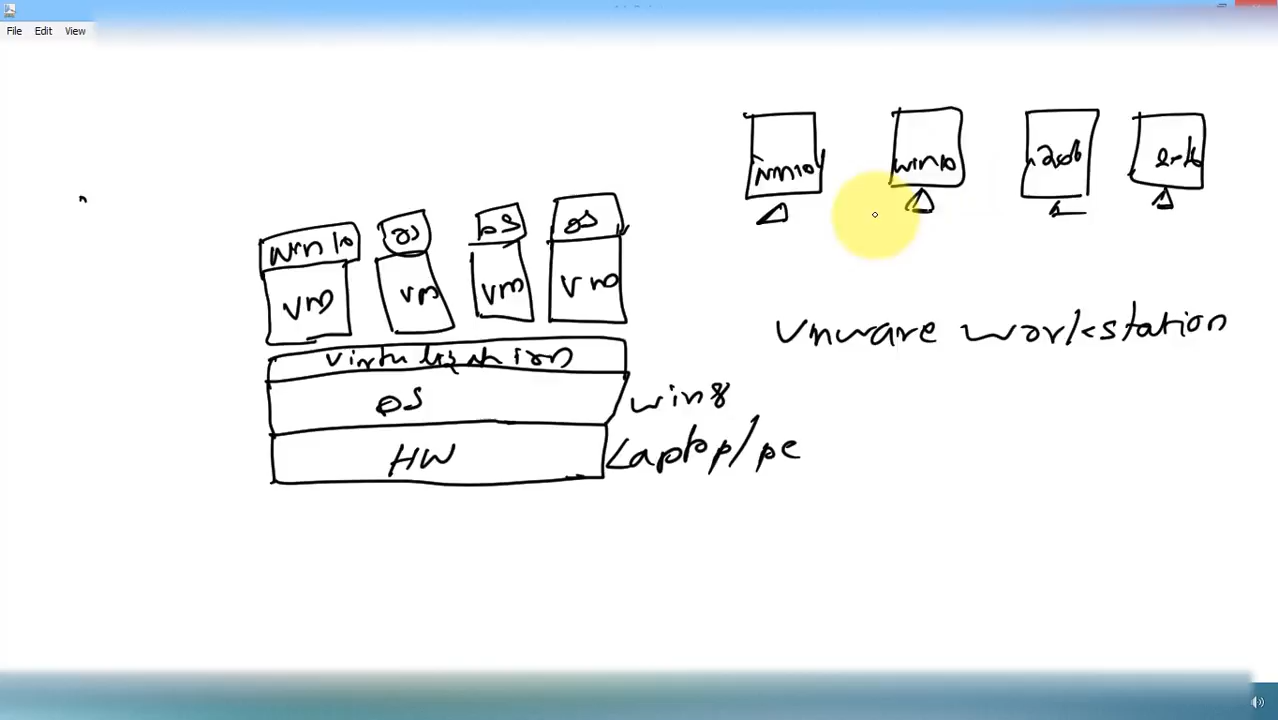 File Edit View
win10
win10
win10
os
os
os
vm
vm
vm
vm
vmware workstation
virtualization
os
win8
HW
Laptop/pc